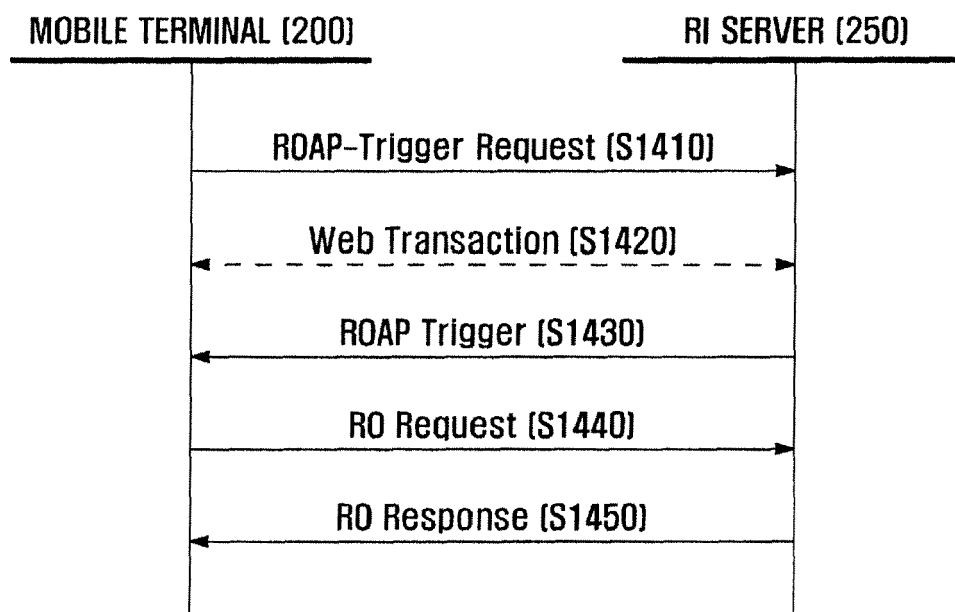 MOBILE TERMINAL (200)
RI SERVER (250)
ROAP-Trigger Request (S1410)
Web Transaction (S1420)
ROAP Trigger (S1430)
RO Request (S1440)
RO Response (S1450)